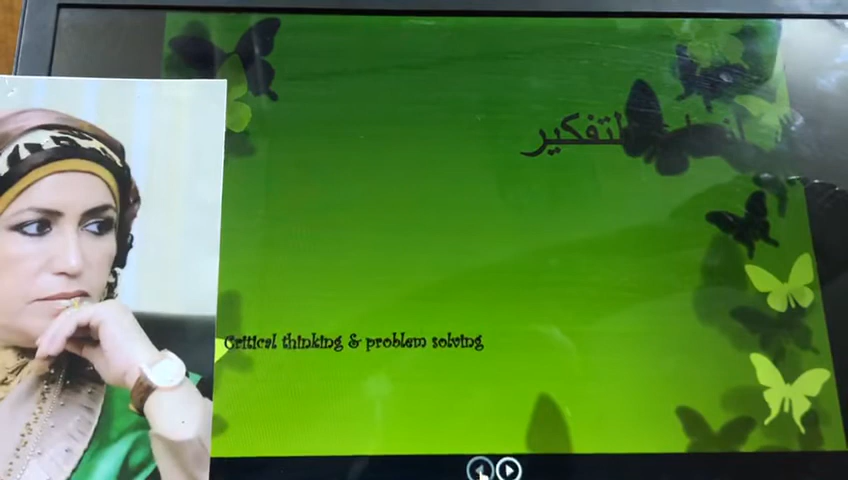 التفكير
Critical thinking & problem solving